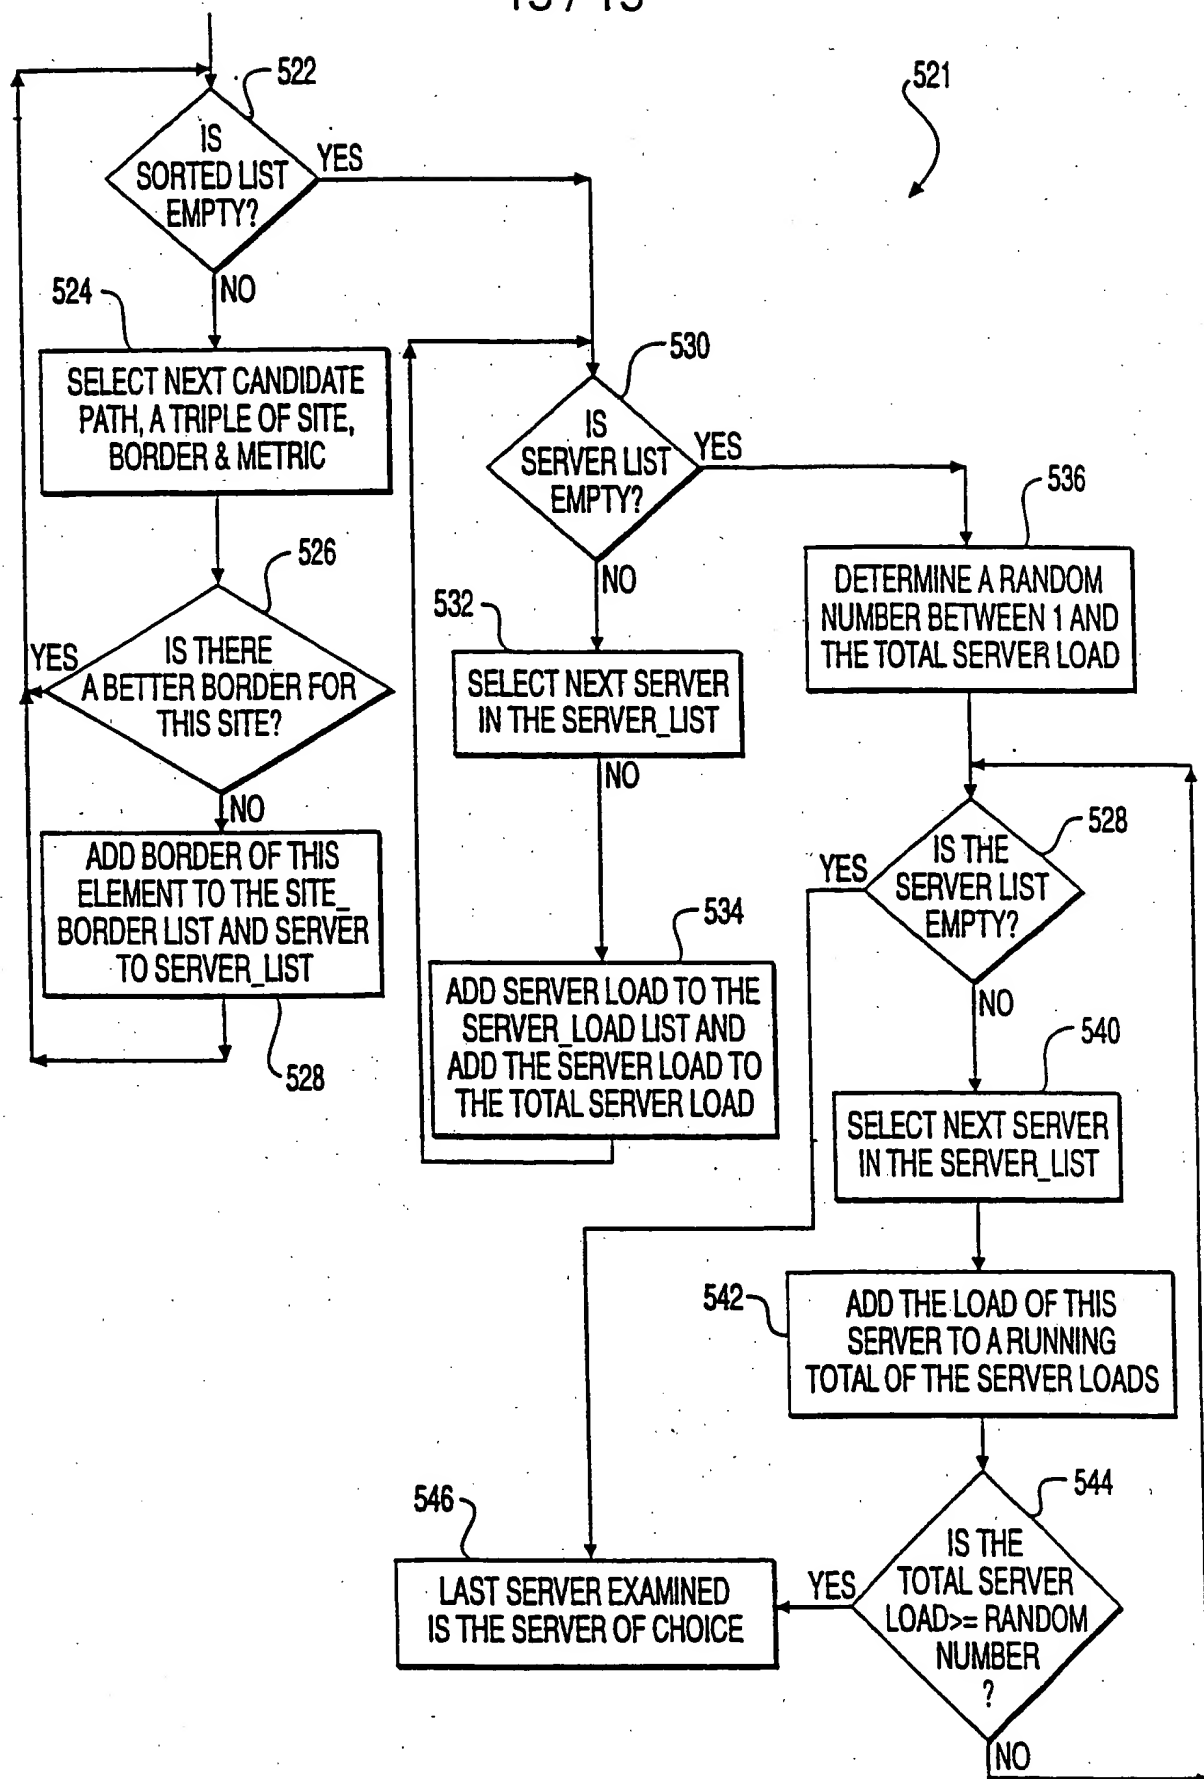 522
521
IS
SORTED LIST
EMPTY?
YES
NO
524
SELECT NEXT CANDIDATE
PATH, A TRIPLE OF SITE,
BORDER & METRIC
526
IS THERE
A BETTER BORDER FOR
THIS SITE?
YES
NO
ADD BORDER OF THIS
ELEMENT TO THE SITE_
BORDER LIST AND SERVER
TO SERVER_LIST
528
530
IS
SERVER LIST
EMPTY?
YES
NO
532
SELECT NEXT SERVER
IN THE SERVER_LIST
NO
534
ADD SERVER LOAD TO THE
SERVER_LOAD LIST AND
ADD THE SERVER LOAD TO
THE TOTAL SERVER LOAD
536
DETERMINE A RANDOM
NUMBER BETWEEN 1 AND
THE TOTAL SERVER LOAD
528
IS THE
SERVER LIST
EMPTY?
YES
NO
540
SELECT NEXT SERVER
IN THE SERVER_LIST
542
ADD THE LOAD OF THIS
SERVER TO A RUNNING
TOTAL OF THE SERVER LOADS
544
IS THE
TOTAL SERVER
LOAD>= RANDOM
NUMBER
?
YES
NO
546
LAST SERVER EXAMINED
IS THE SERVER OF CHOICE